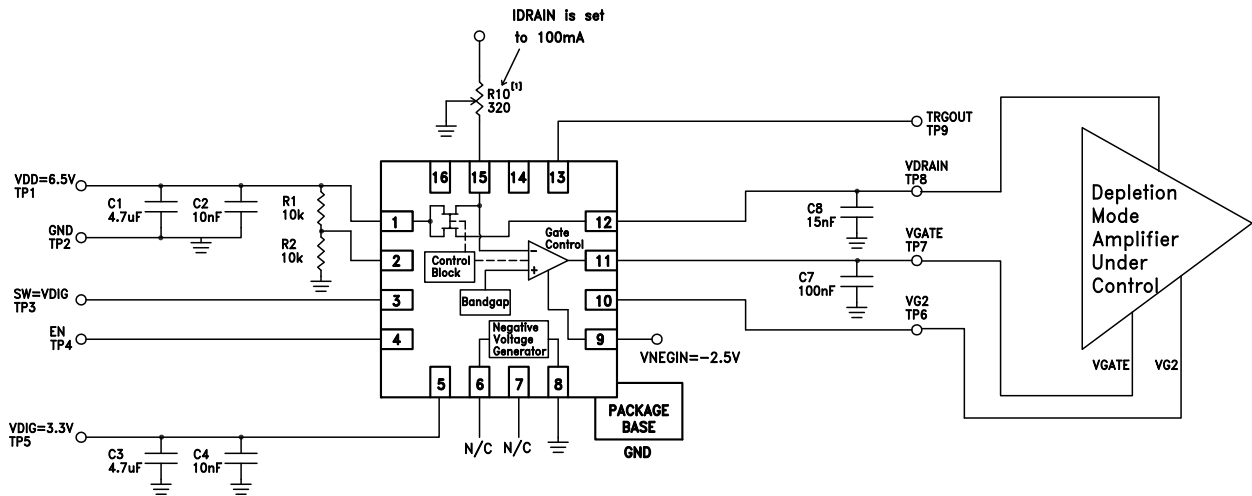 IDRAIN is set
to 100mA
R10[1]
320
TRGOUT
TP9
VDD=6.5V
TP1
C1
4.7uF
C2
10nF
R1
10k
GND
TP2
R2
10k
SW=VDIG
TP3
EN
TP4
VDIG=3.3V
TP5
C3
4.7uF
C4
10nF
16
15
14
13
1
2
3
4
5
6
7
8
9
10
11
12
Gate
Control
Control
Block
Bandgap
Negative
Voltage
Generator
-
+
N/C
N/C
VNEGIN=-2.5V
PACKAGE
BASE
GND
VDRAIN
TP8
C8
15nF
VGATE
TP7
C7
100nF
VG2
TP6
Depletion
Mode
Amplifier
Under
Control
VGATE
VG2